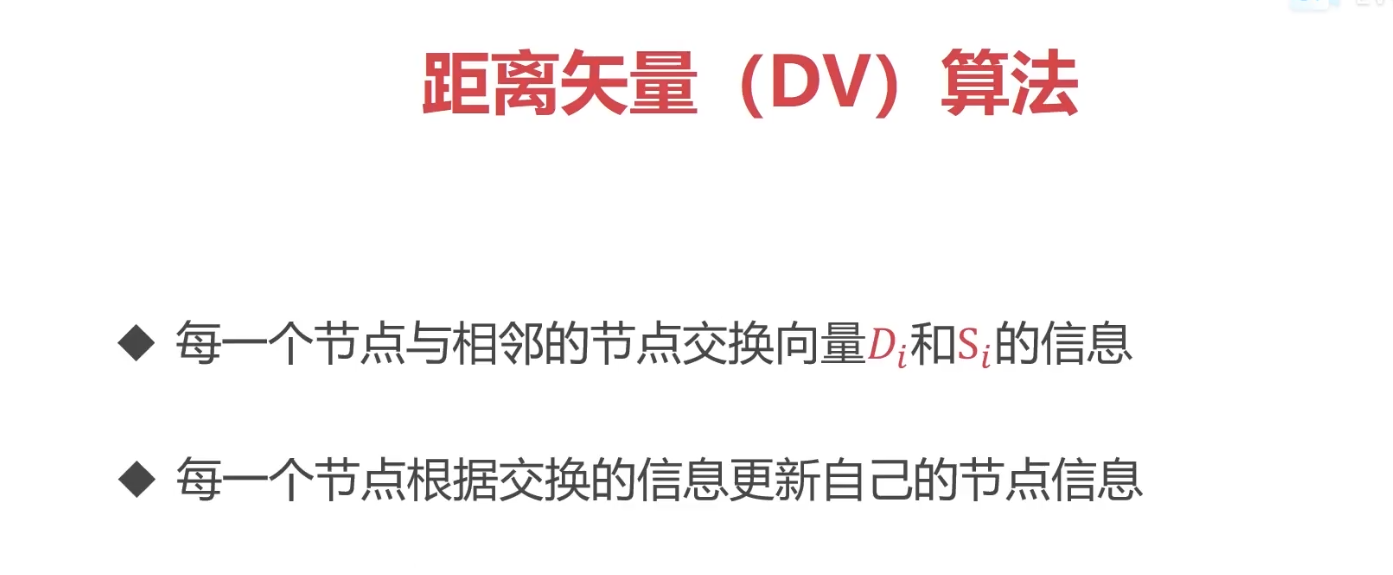 距离矢量（DV）算法
◆ 每一个节点与相邻的节点交换向量Dᵢ和Sᵢ的信息
◆ 每一个节点根据交换的信息更新自己的节点信息